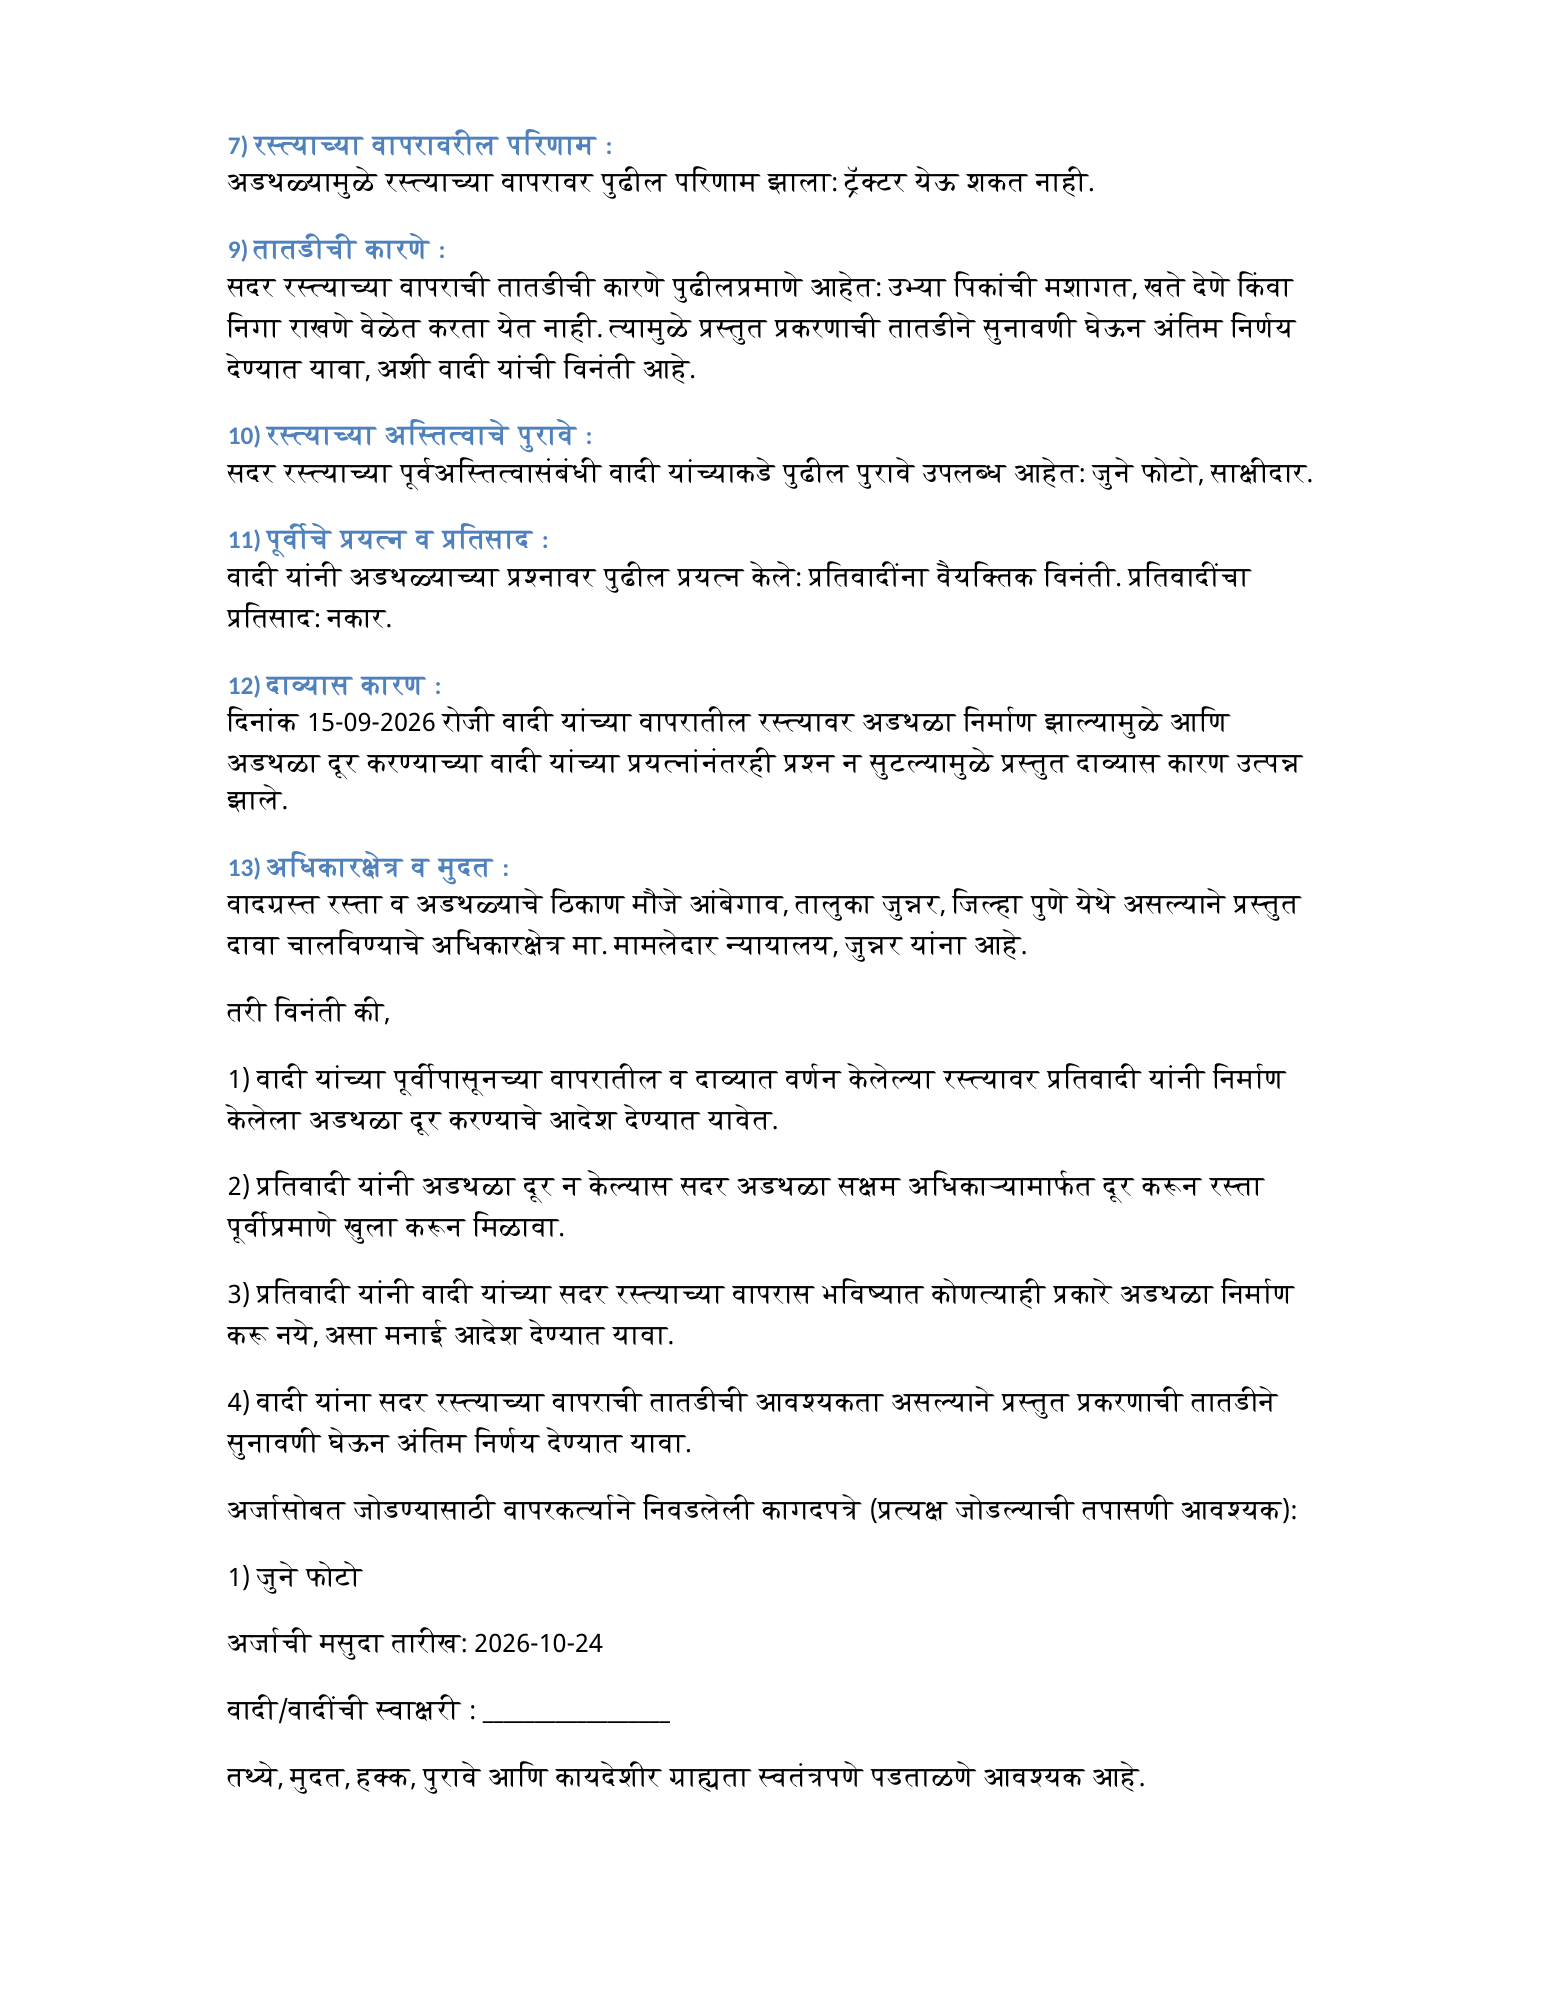 7) रस्त्याच्या वापरावरील परिणाम :
अडथळ्यामुळे रस्त्याच्या वापरावर पुढील परिणाम झाला: ट्रॅक्टर येऊ शकत नाही.
9) तातडीची कारणे :
सदर रस्त्याच्या वापराची तातडीची कारणे पुढीलप्रमाणे आहेत: उभ्या पिकांची मशागत, खते देणे किंवा
निगा राखणे वेळेत करता येत नाही. त्यामुळे प्रस्तुत प्रकरणाची तातडीने सुनावणी घेऊन अंतिम निर्णय
देण्यात यावा, अशी वादी यांची विनंती आहे.
10) रस्त्याच्या अस्तित्वाचे पुरावे :
सदर रस्त्याच्या पूर्वअस्तित्वासंबंधी वादी यांच्याकडे पुढील पुरावे उपलब्ध आहेत: जुने फोटो, साक्षीदार.
11) पूर्वीचे प्रयत्न व प्रतिसाद :
वादी यांनी अडथळ्याच्या प्रश्नावर पुढील प्रयत्न केले: प्रतिवादींना वैयक्तिक विनंती. प्रतिवादींचा
प्रतिसाद: नकार.
12) दाव्यास कारण :
दिनांक 15-09-2026 रोजी वादी यांच्या वापरातील रस्त्यावर अडथळा निर्माण झाल्यामुळे आणि
अडथळा दूर करण्याच्या वादी यांच्या प्रयत्नांनंतरही प्रश्न न सुटल्यामुळे प्रस्तुत दाव्यास कारण उत्पन्न
झाले.
13) अधिकारक्षेत्र व मुदत :
वादग्रस्त रस्ता व अडथळ्याचे ठिकाण मौजे आंबेगाव, तालुका जुन्नर, जिल्हा पुणे येथे असल्याने प्रस्तुत
दावा चालविण्याचे अधिकारक्षेत्र मा. मामलेदार न्यायालय, जुन्नर यांना आहे.
तरी विनंती की,
1) वादी यांच्या पूर्वीपासूनच्या वापरातील व दाव्यात वर्णन केलेल्या रस्त्यावर प्रतिवादी यांनी निर्माण
केलेला अडथळा दूर करण्याचे आदेश देण्यात यावेत.
2) प्रतिवादी यांनी अडथळा दूर न केल्यास सदर अडथळा सक्षम अधिकाऱ्यामार्फत दूर करून रस्ता
पूर्वीप्रमाणे खुला करून मिळावा.
3) प्रतिवादी यांनी वादी यांच्या सदर रस्त्याच्या वापरास भविष्यात कोणत्याही प्रकारे अडथळा निर्माण
करू नये, असा मनाई आदेश देण्यात यावा.
4) वादी यांना सदर रस्त्याच्या वापराची तातडीची आवश्यकता असल्याने प्रस्तुत प्रकरणाची तातडीने
सुनावणी घेऊन अंतिम निर्णय देण्यात यावा.
अर्जासोबत जोडण्यासाठी वापरकर्त्याने निवडलेली कागदपत्रे (प्रत्यक्ष जोडल्याची तपासणी आवश्यक):
1) जुने फोटो
अर्जाची मसुदा तारीख: 2026-10-24
वादी/वादींची स्वाक्षरी : __________________
तथ्ये, मुदत, हक्क, पुरावे आणि कायदेशीर ग्राह्यता स्वतंत्रपणे पडताळणे आवश्यक आहे.